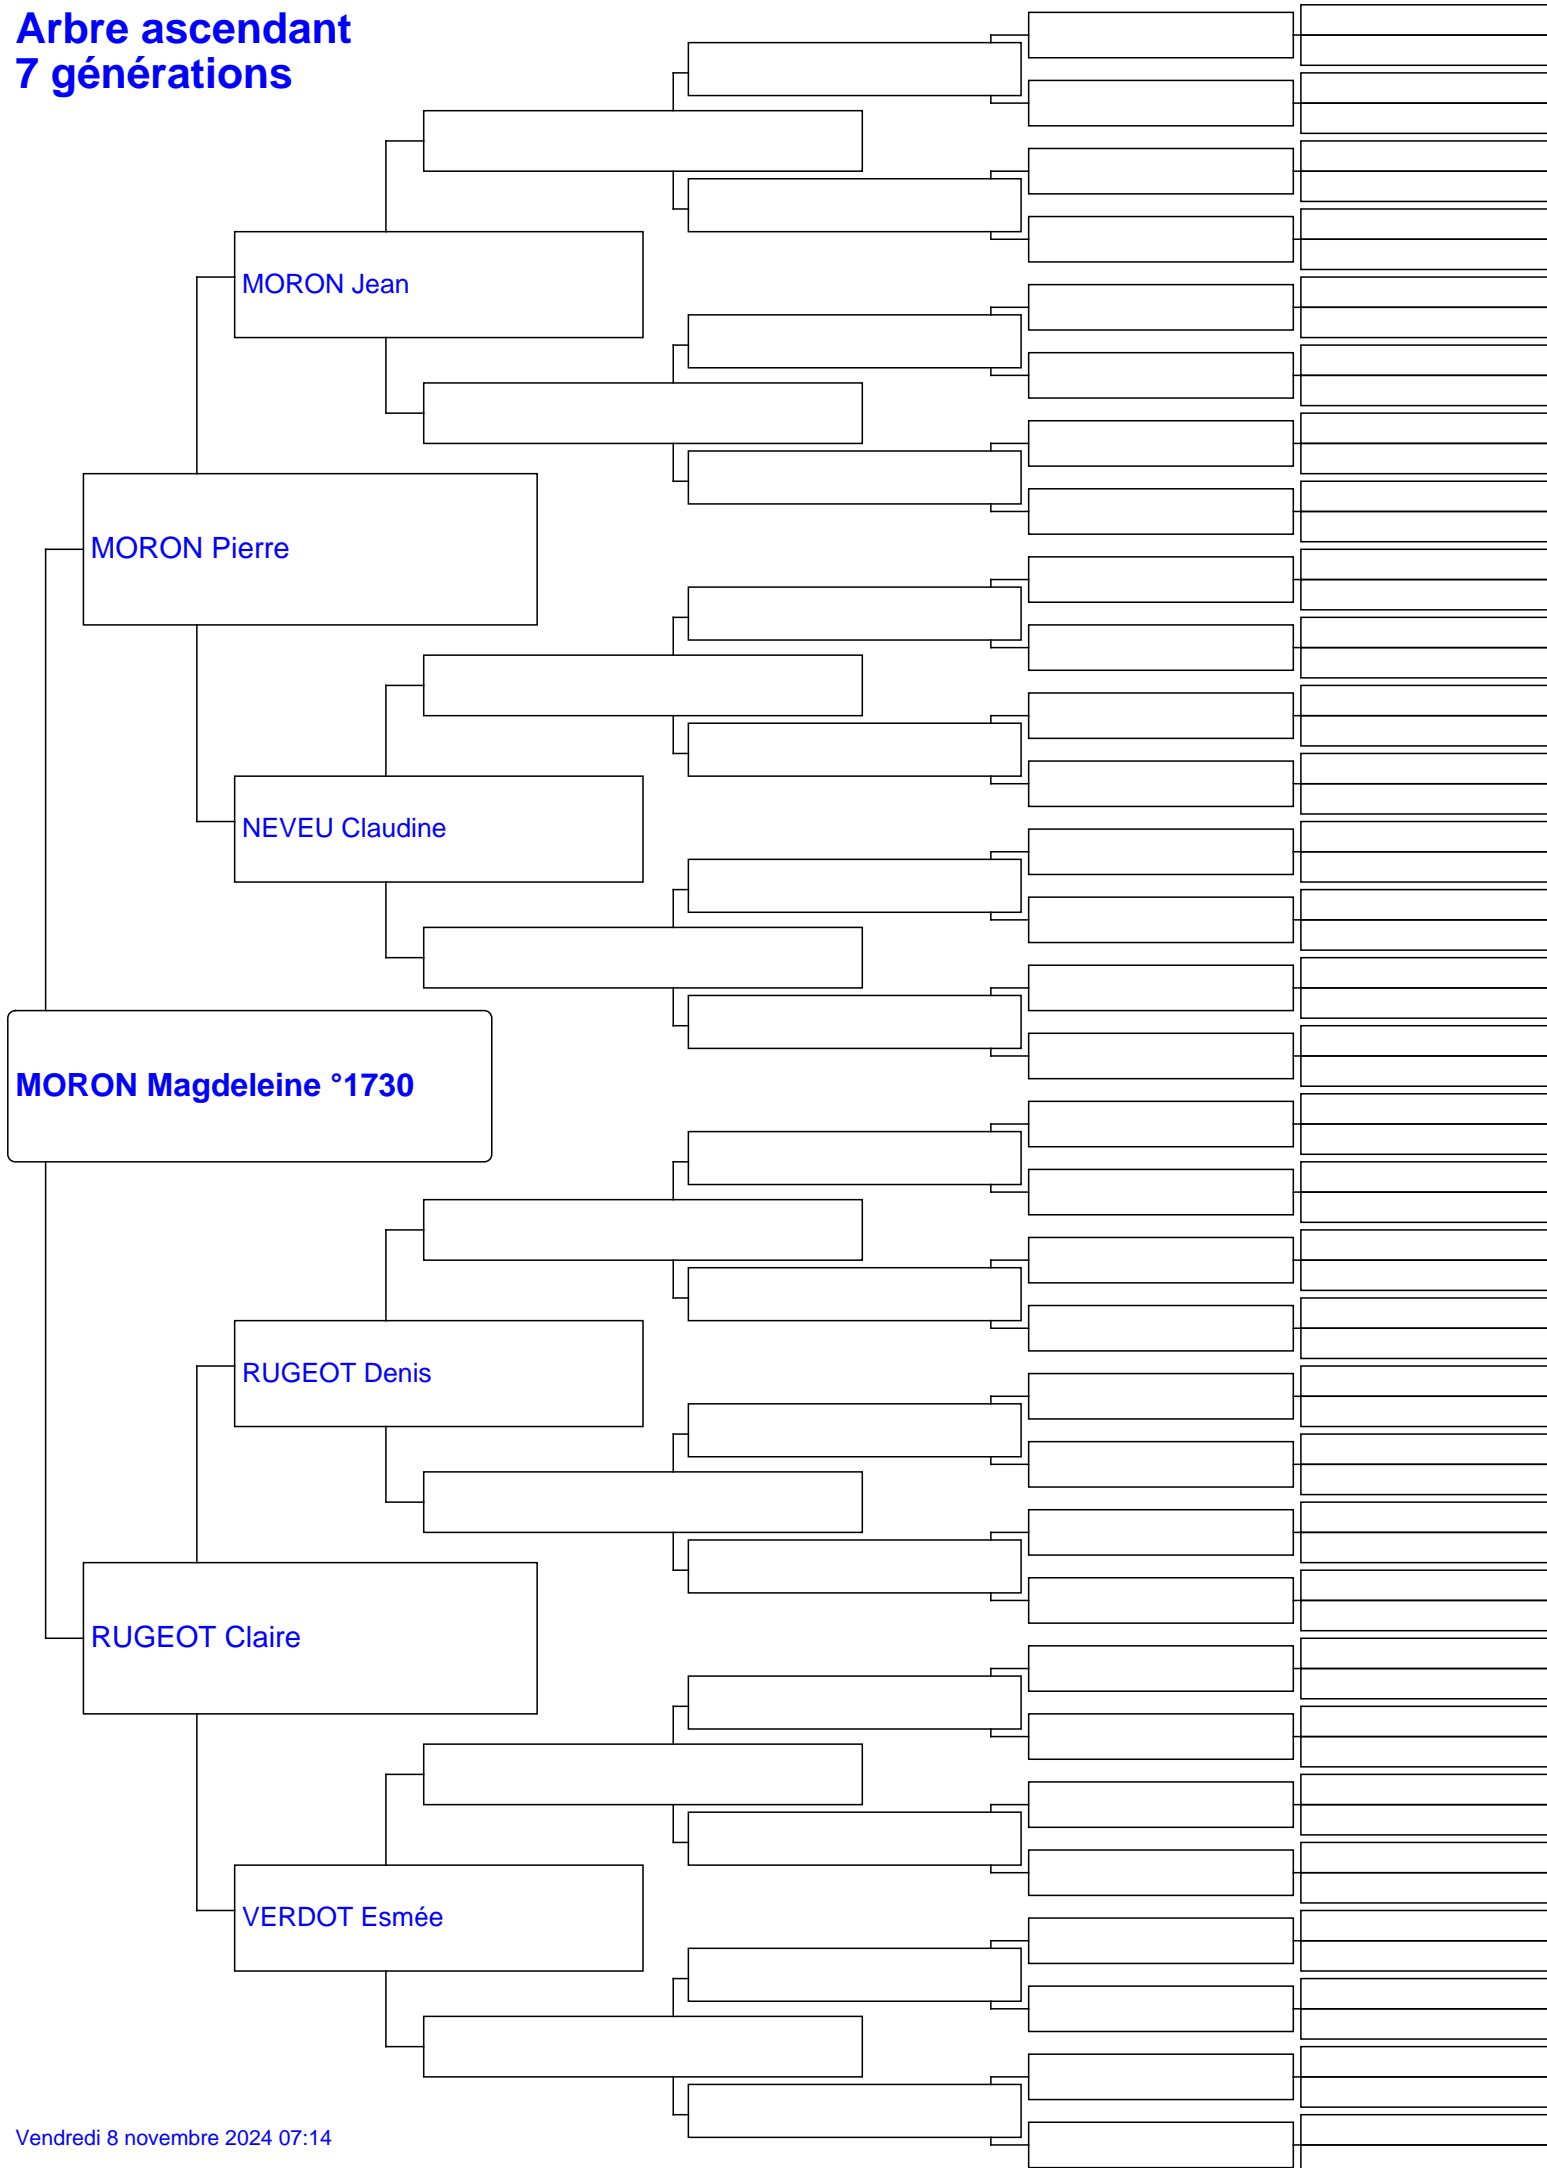 Arbre ascendant
7 générations
MORON Jean
MORON Pierre
NEVEU Claudine
MORON Magdeleine °1730
RUGEOT Denis
RUGEOT Claire
VERDOT Esmée
Vendredi 8 novembre 2024 07:14